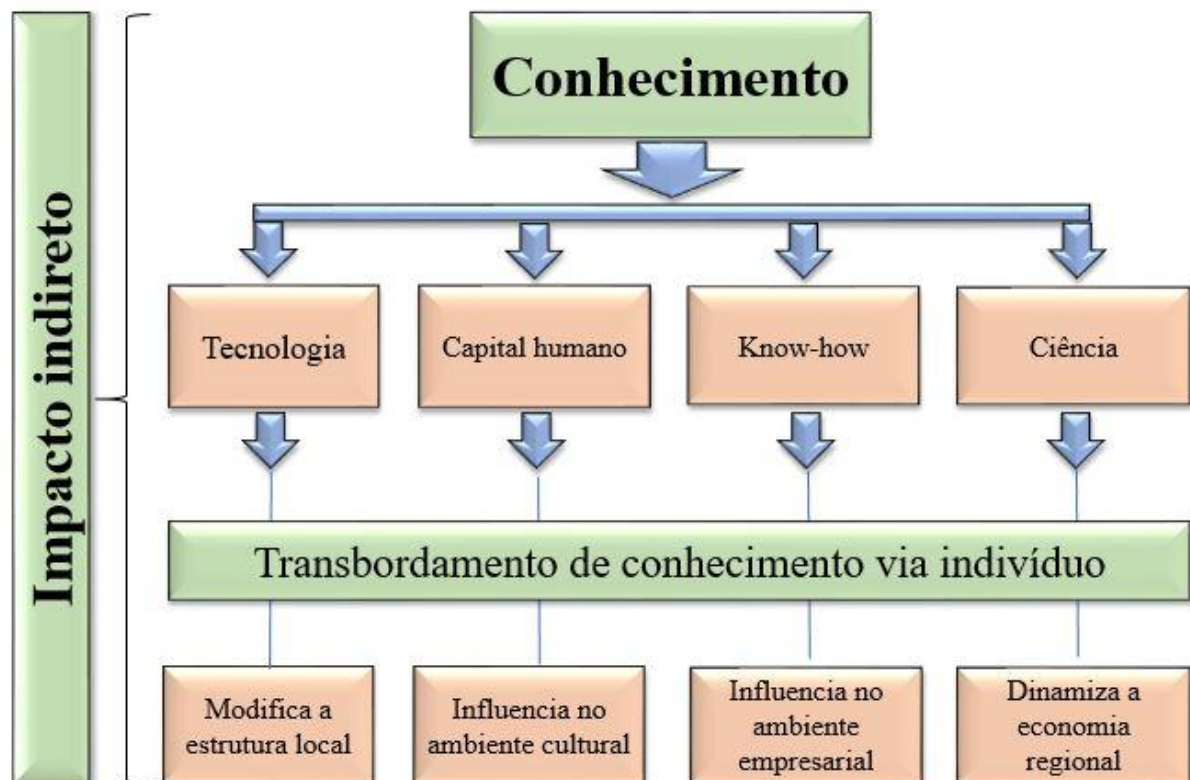 Impacto indireto
Conhecimento
Tecnologia
Capital humano
Know-how
Ciência
Transbordamento de conhecimento via indivíduo
Modifica a
estrutura local
Influencia no
ambiente cultural
Influencia no
ambiente
empresarial
Dinamiza a
economia
regional